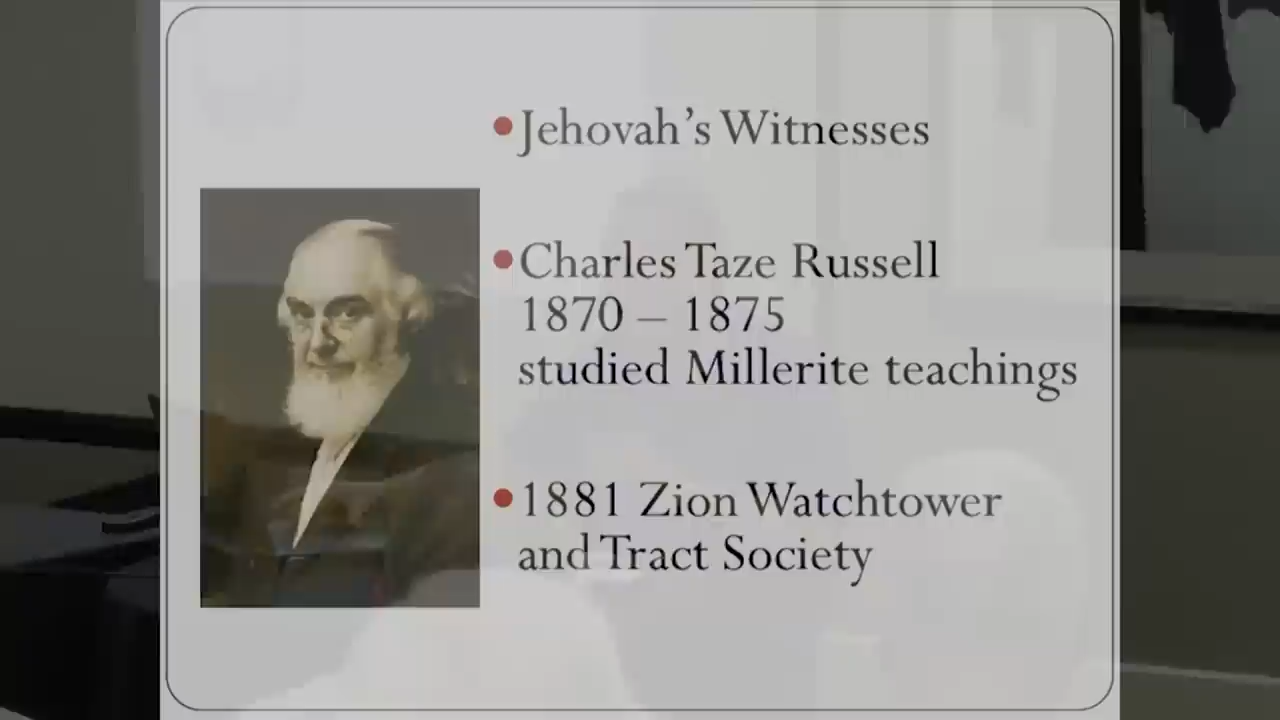 •Jehovah's Witnesses
•Charles Taze Russell
1870 – 1875
studied Millerite teachings
•1881 Zion Watchtower
and Tract Society